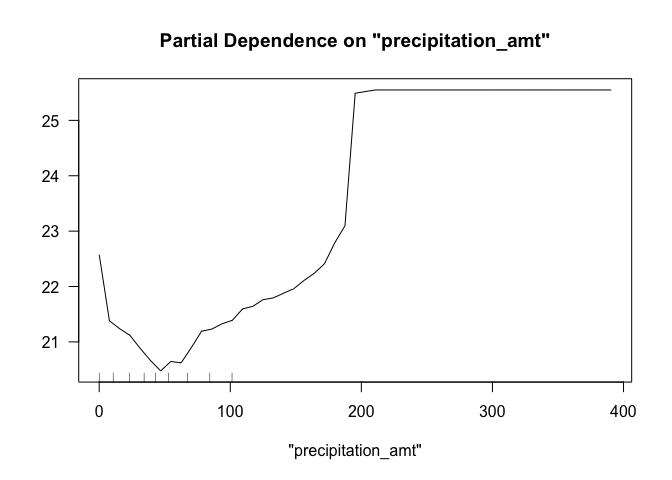 Partial Dependence on "precipitation_amt"
25
24
23
22
21
0 100 200 300 400
"precipitation_amt"